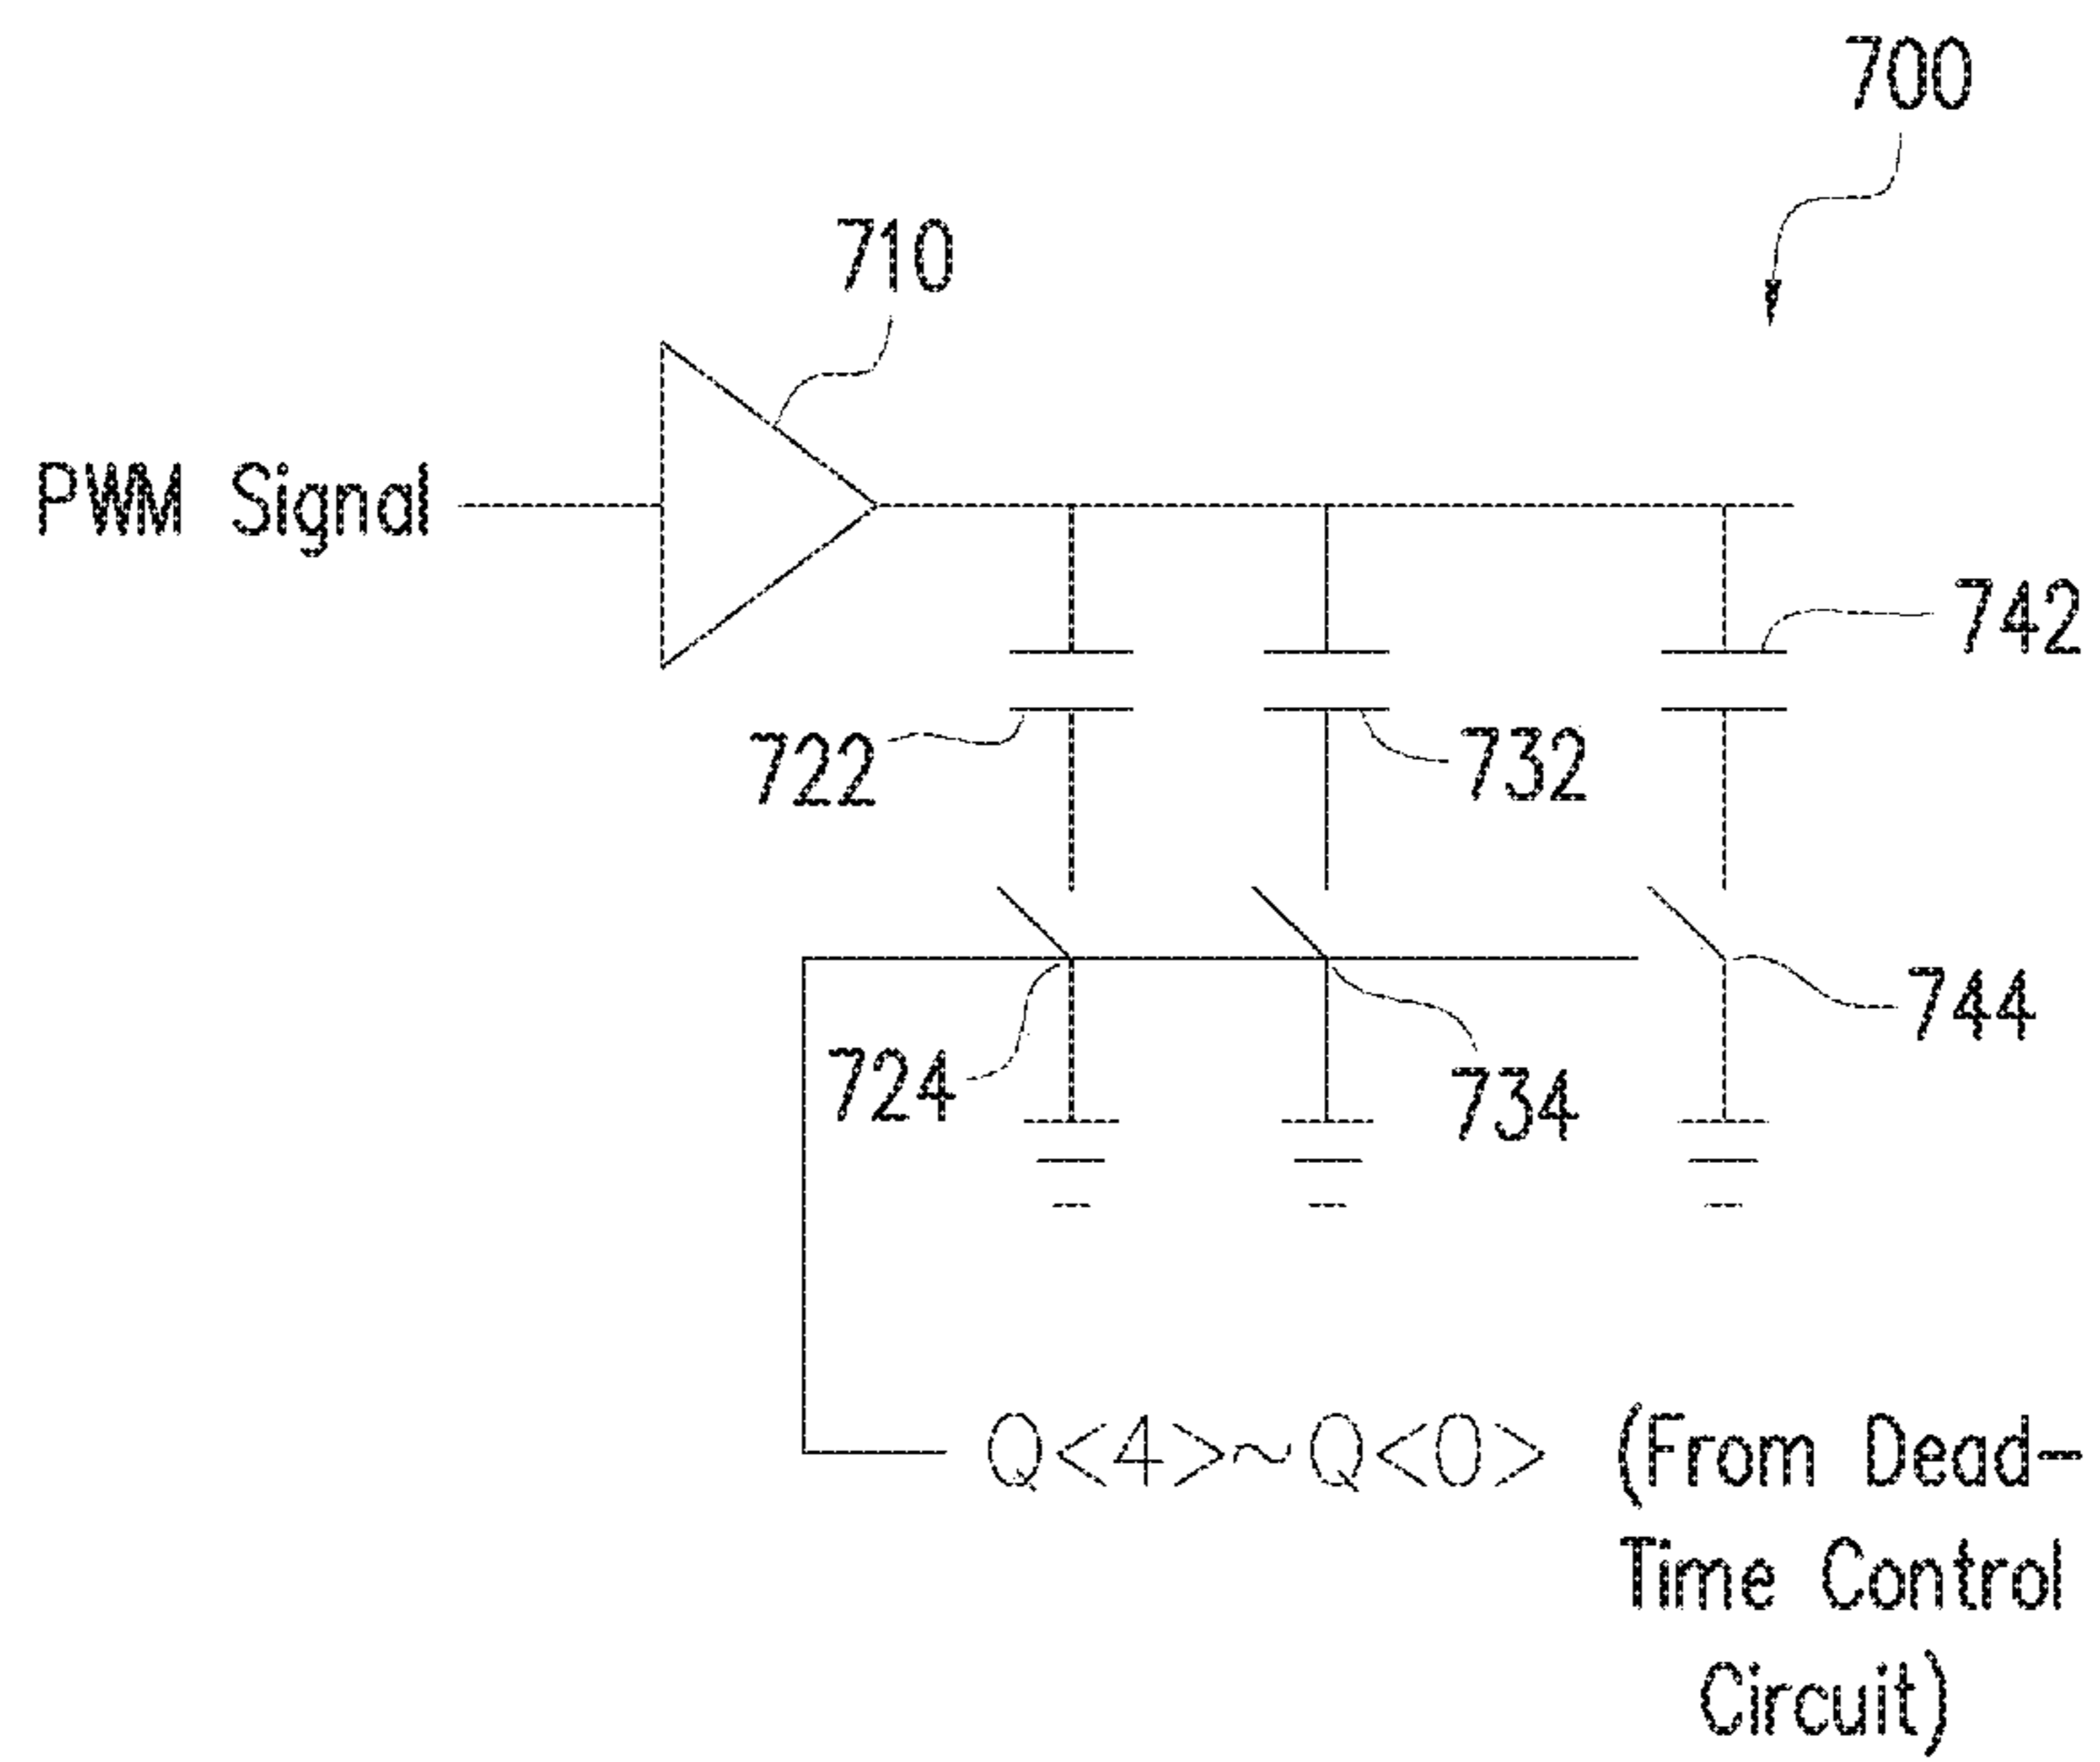 700
710
PWM Signal
742
722
732
744
724
734
Q<4>~Q<0> (From Dead-
Time Control
Circuit)